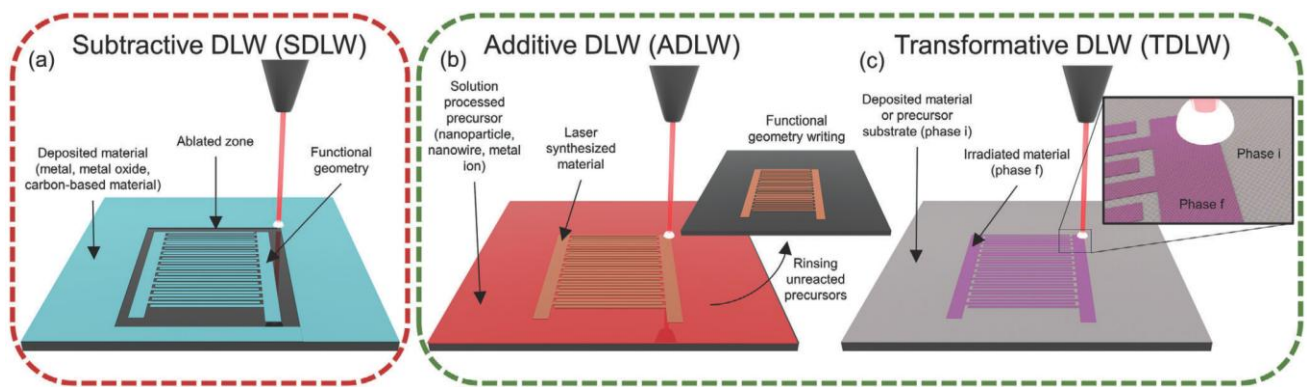 (a)
Subtractive DLW (SDLW)
Deposited material
(metal, metal oxide,
carbon-based material)
Ablated zone
Functional
geometry
(b)
Additive DLW (ADLW)
Solution
processed
precursor
(nanoparticle,
nanowire, metal
ion)
Laser
synthesized
material
Functional
geometry writing
Rinsing
unreacted
precursors
(c)
Transformative DLW (TDLW)
Deposited material
or precursor
substrate (phase i)
Irradiated material
(phase f)
Phase i
Phase f